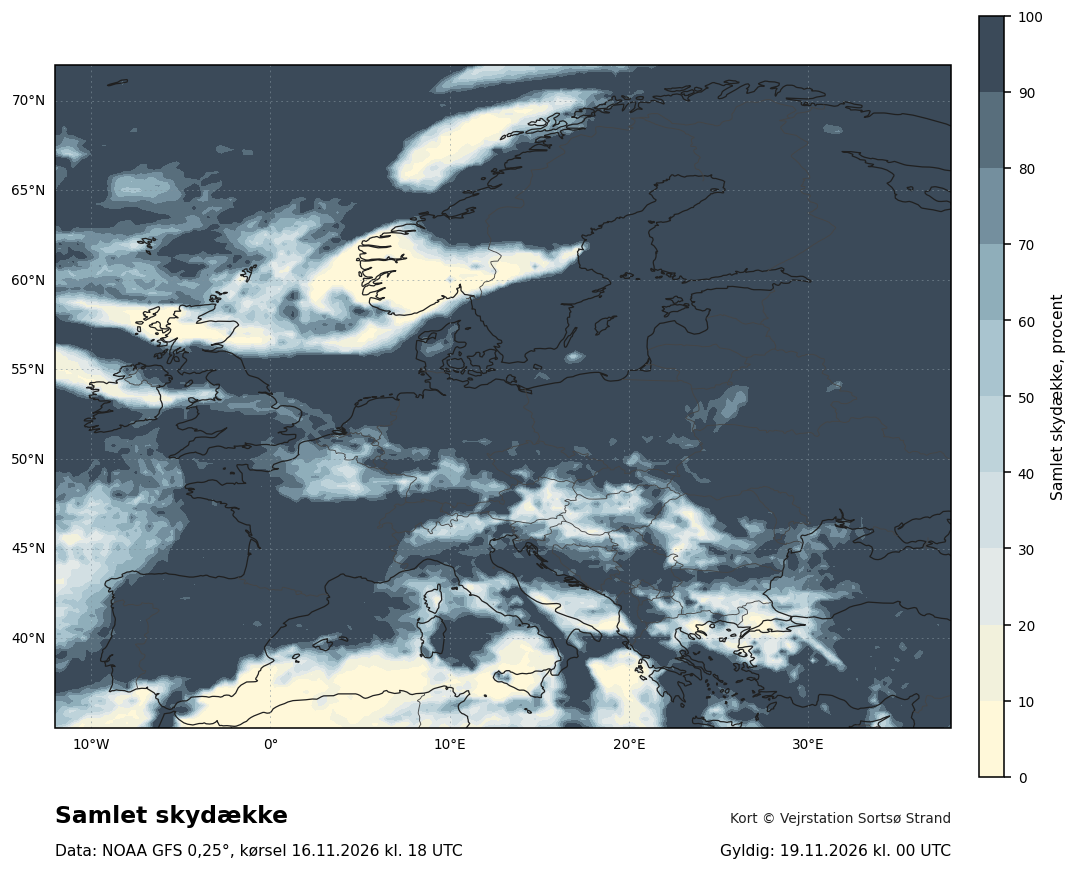 70°N
65°N
60°N
55°N
50°N
45°N
40°N
10°W 0° 10°E 20°E 30°E
100
90
80
70
60
50
40
30
20
10
0
Samlet skydække, procent
Samlet skydække
Kort © Vejrstation Sortsø Strand
Data: NOAA GFS 0,25°, kørsel 16.11.2026 kl. 18 UTC
Gyldig: 19.11.2026 kl. 00 UTC